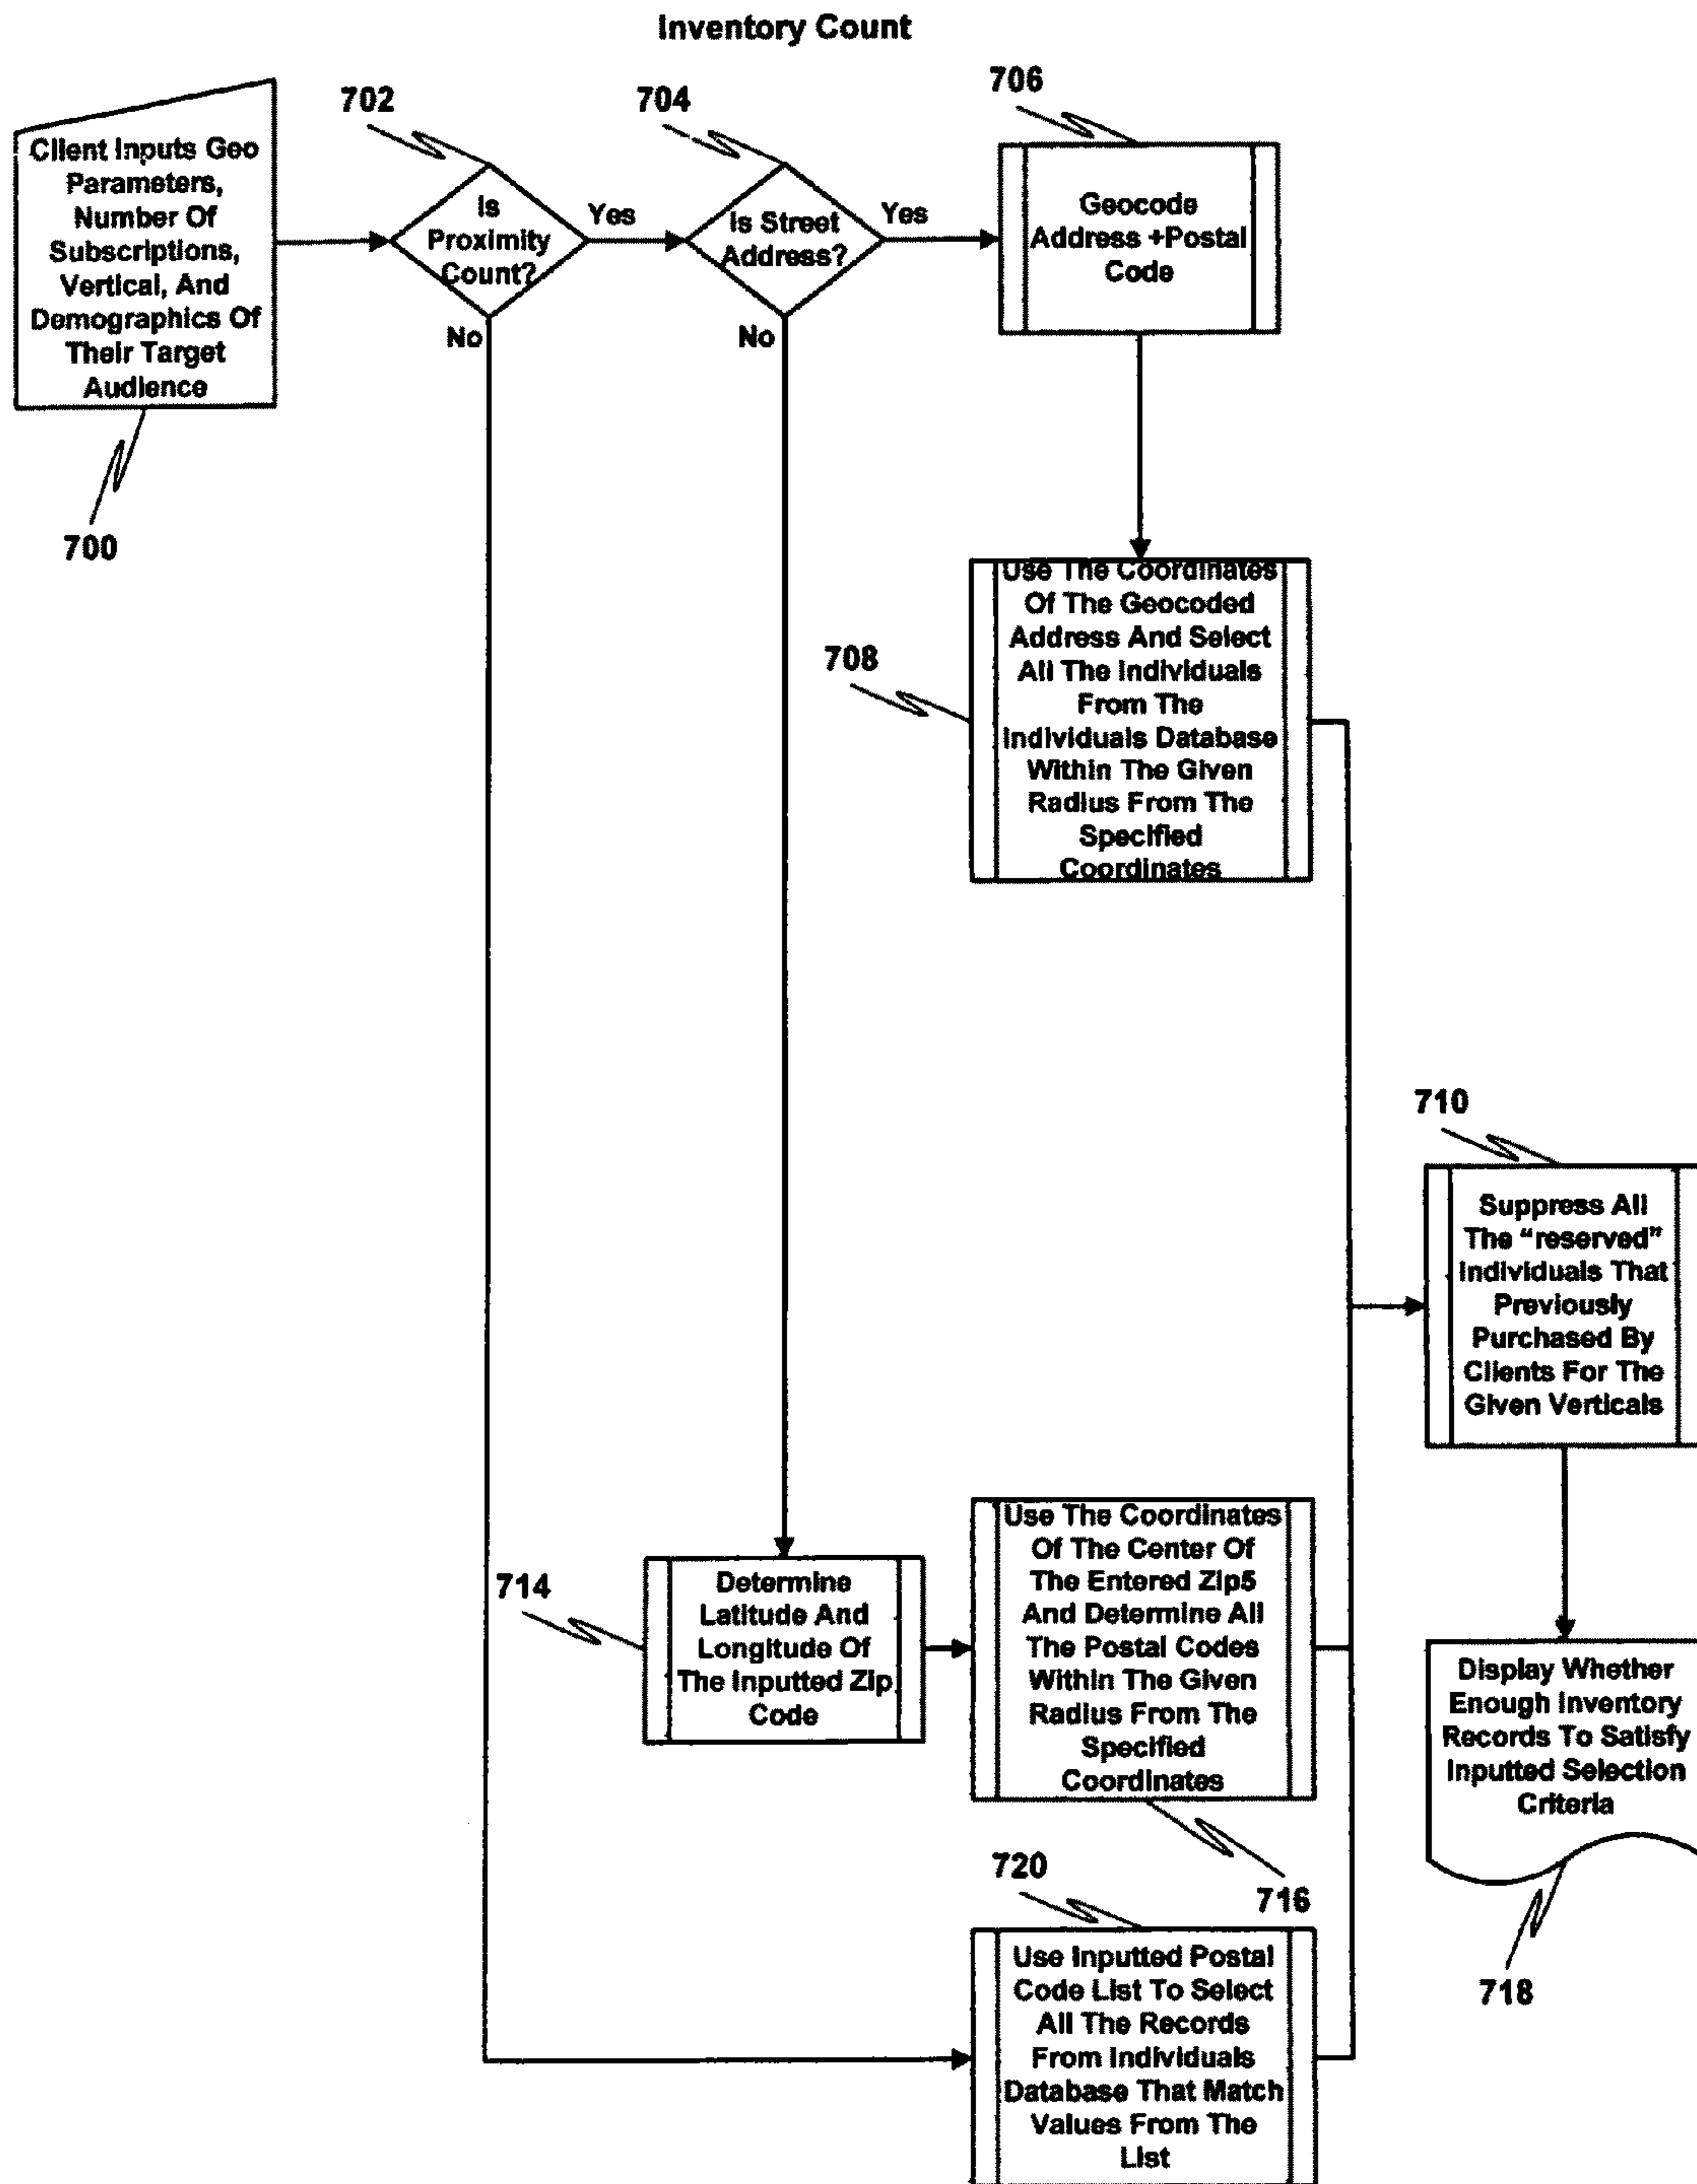 Inventory Count
700
Client Inputs Geo
Parameters,
Number Of
Subscriptions,
Vertical, And
Demographics Of
Their Target
Audience
702
Is
Proximity
Count?
Yes
No
704
Is Street
Address?
Yes
No
706
Geocode
Address +Postal
Code
708
Use The Coordinates
Of The Geocoded
Address And Select
All The Individuals
From The
Individuals Database
Within The Given
Radius From The
Specified
Coordinates
710
Suppress All
The “reserved”
Individuals That
Previously
Purchased By
Clients For The
Given Verticals
714
Determine
Latitude And
Longitude Of
The Inputted Zip
Code
Use The Coordinates
Of The Center Of
The Entered Zip5
And Determine All
The Postal Codes
Within The Given
Radius From The
Specified
Coordinates
716
Display Whether
Enough Inventory
Records To Satisfy
Inputted Selection
Criteria
718
720
Use Inputted Postal
Code List To Select
All The Records
From Individuals
Database That Match
Values From The
List